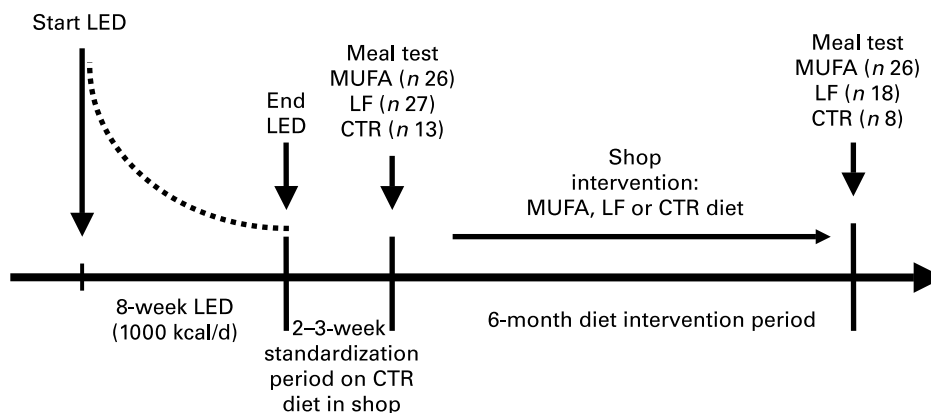 Start LED
End
LED
Meal test
MUFA (n 26)
LF (n 27)
CTR (n 13)
Shop
intervention:
MUFA, LF or CTR diet
Meal test
MUFA (n 26)
LF (n 18)
CTR (n 8)
8-week LED
(1000 kcal/d)
2–3-week
standardization
period on CTR
diet in shop
6-month diet intervention period